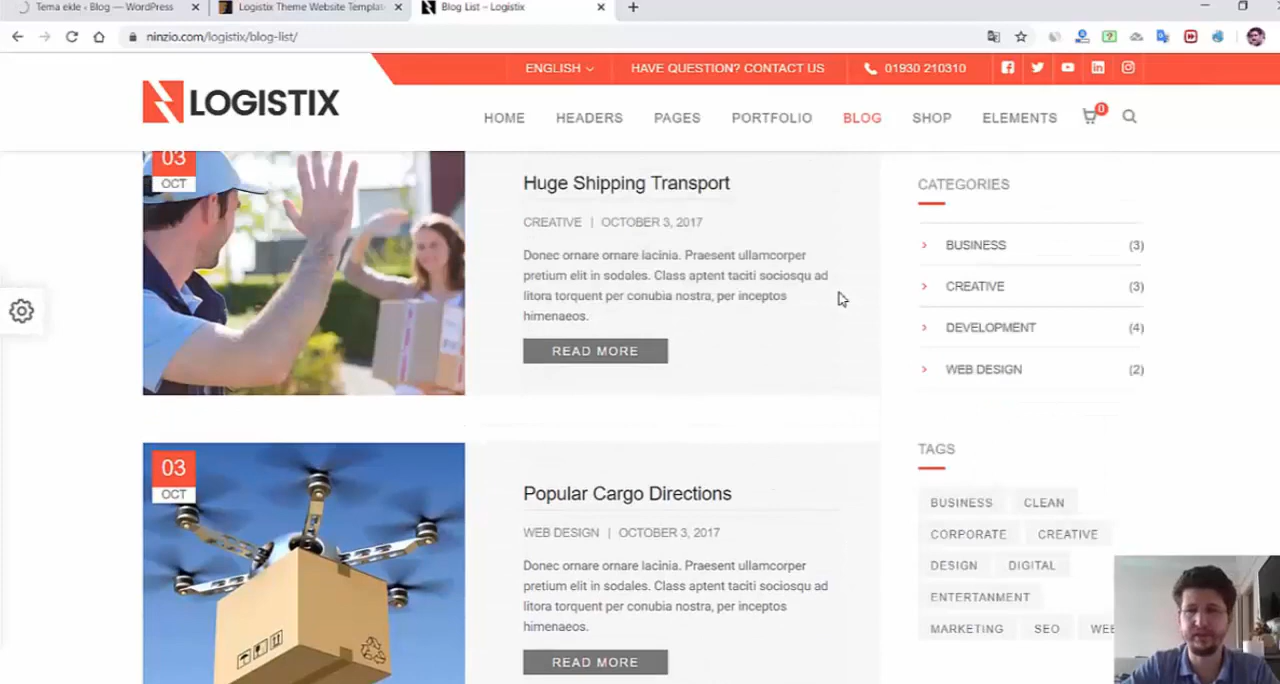 Tema ekle ‹ Blog — WordPress
Logistix Theme Website Templat
Blog List – Logistix
ninzio.com/logistix/blog-list/
ENGLISH
HAVE QUESTION? CONTACT US
01930 210310
LOGISTIX
HOME
HEADERS
PAGES
PORTFOLIO
BLOG
SHOP
ELEMENTS
0
03
OCT
Huge Shipping Transport
CREATIVE | OCTOBER 3, 2017
Donec ornare ornare lacinia. Praesent ullamcorper
pretium elit in sodales. Class aptent taciti sociosqu ad
litora torquent per conubia nostra, per inceptos
himenaeos.
READ MORE
03
OCT
Popular Cargo Directions
WEB DESIGN | OCTOBER 3, 2017
Donec ornare ornare lacinia. Praesent ullamcorper
pretium elit in sodales. Class aptent taciti sociosqu ad
litora torquent per conubia nostra, per inceptos
himenaeos.
READ MORE
CATEGORIES
BUSINESS (3)
CREATIVE (3)
DEVELOPMENT (4)
WEB DESIGN (2)
TAGS
BUSINESS CLEAN
CORPORATE CREATIVE
DESIGN DIGITAL
ENTERTANMENT
MARKETING SEO WEB